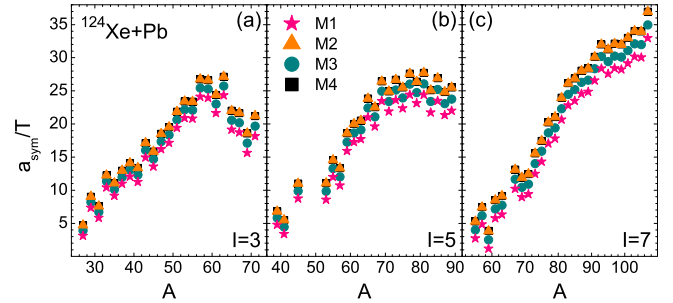 ¹²⁴Xe+Pb
(a)
(b)
(c)
M1
M2
M3
M4
a_sym/T
35
30
25
20
15
10
5
I=3
I=5
I=7
30 40 50 60 70
40 50 60 70 80 90
60 70 80 90 100
A
A
A